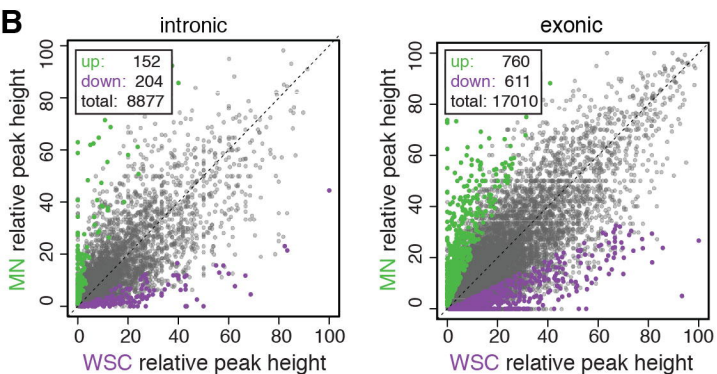 B
intronic
exonic
up: 152
down: 204
total: 8877
up: 760
down: 611
total: 17010
MN relative peak height
0 20 40 60 80 100
0 20 40 60 80 100
WSC relative peak height
MN relative peak height
0 20 40 60 80 100
0 20 40 60 80 100
WSC relative peak height